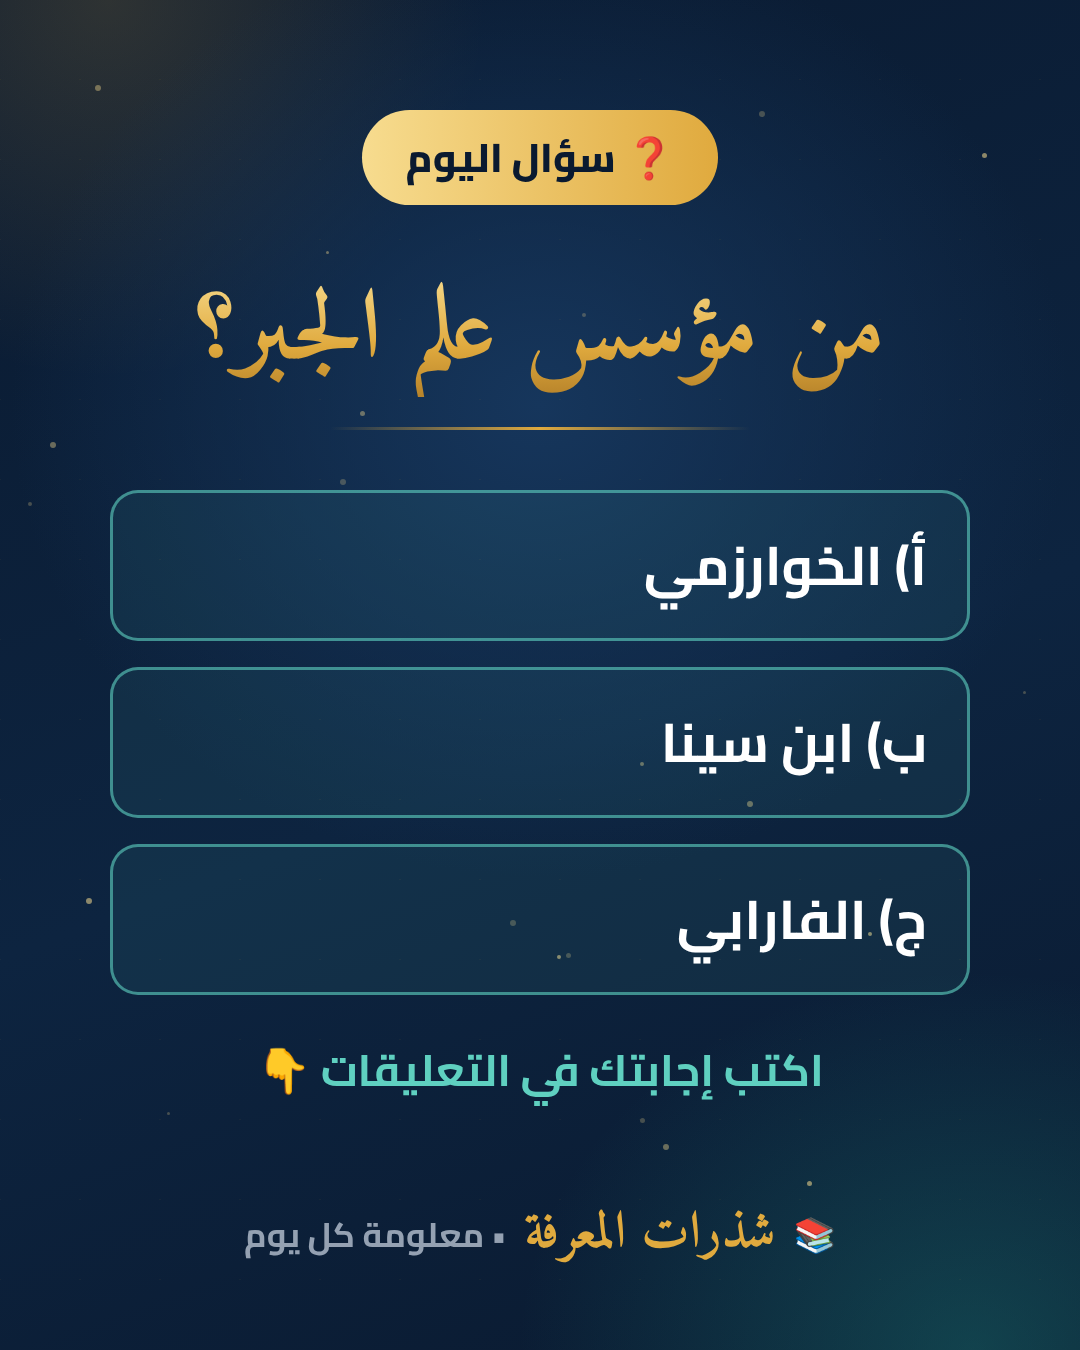 ❓ سؤال اليوم
من مؤسس علم الجبر؟
أ) الخوارزمي
ب) ابن سينا
ج) الفارابي
اكتب إجابتك في التعليقات 👇
📚 شذرات المعرفة ▪ معلومة كل يوم